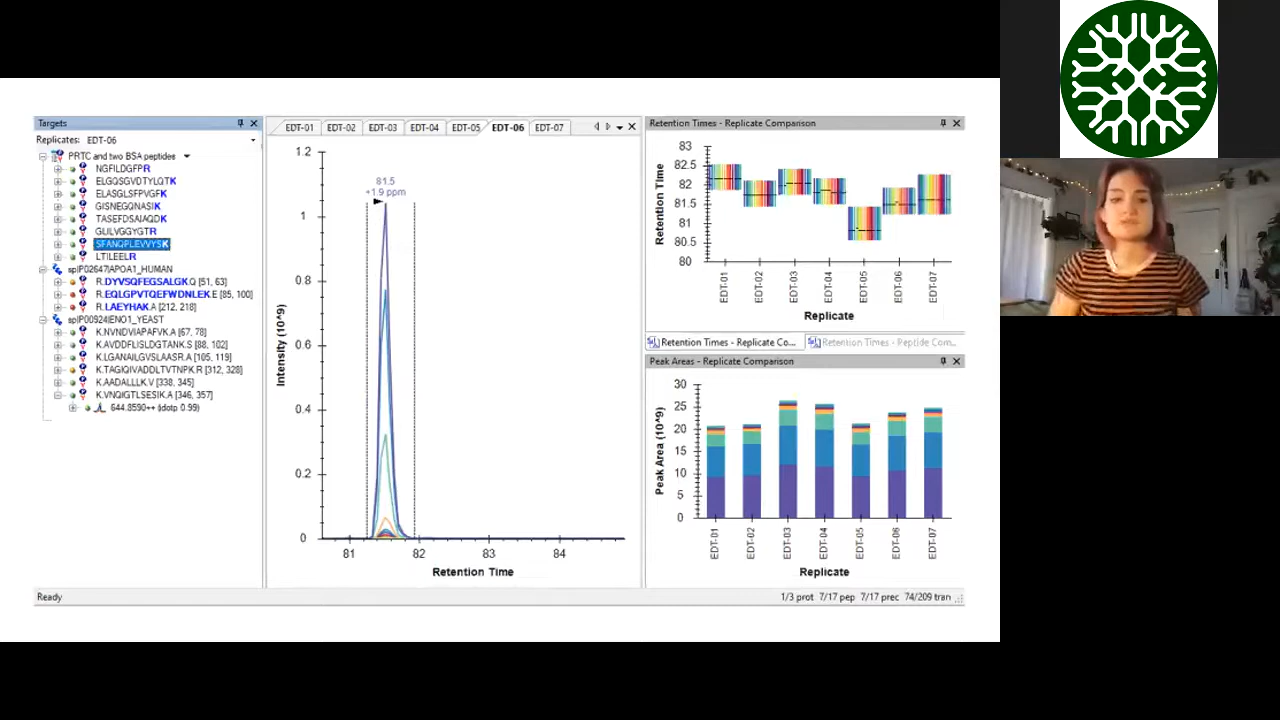 Targets
Replicates: EDT-06
PRTC and two BSA peptides
NGFILDGFPR
ELGQSGVDTYLQTK
ELASGLSFPVGFK
GISNEGQNASIK
TASEFDSAIAQDK
GLILVGGYGTR
SFANQPLEVVYSK
LTILEELR
sp|P02647|APOA1_HUMAN
R.DYVSQFEGSALGK.Q [51, 63]
R.EQLGPVTQEFWDNLEK.E [85, 100]
R.LAEYHAK.A [212, 218]
sp|P00924|ENO1_YEAST
K.NVNDVIAPAFVK.A [67, 78]
K.AVDDFLISLDGTANK.S [88, 102]
K.LGANAILGVSLAASR.A [105, 119]
K.TAGIQIVADDLTVTNPK.R [312, 328]
K.AADALLLK.V [338, 345]
K.VNQIGTLSESIK.A [346, 357]
644.8590++ (idotp 0.99)
EDT-01 EDT-02 EDT-03 EDT-04 EDT-05 EDT-06 EDT-07
81.5
+1.9 ppm
1.2
1
0.8
0.6
0.4
0.2
0
Intensity (10^9)
81 82 83 84
Retention Time
Retention Times - Replicate Comparison
83
82.5
82
81.5
81
80.5
80
Retention Time
EDT-01 EDT-02 EDT-03 EDT-04 EDT-05 EDT-06 EDT-07
Replicate
Retention Times - Replicate Co... Retention Times - Peptide Com...
Peak Areas - Replicate Comparison
30
25
20
15
10
5
0
Peak Area (10^9)
EDT-01 EDT-02 EDT-03 EDT-04 EDT-05 EDT-06 EDT-07
Replicate
Ready
1/3 prot 7/17 pep 7/17 prec 74/209 tran